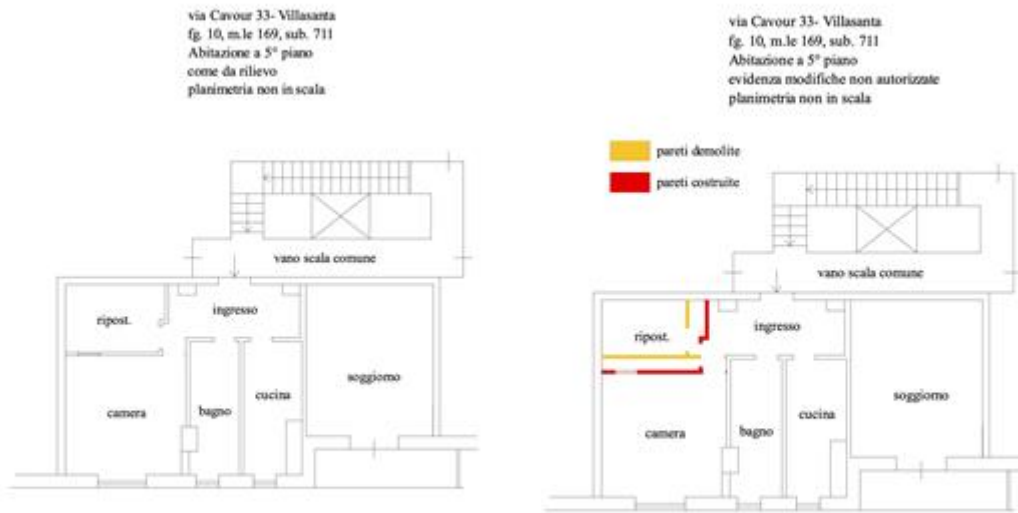 via Cavour 33- Villasanta
fg. 10, m.le 169, sub. 711
Abitazione a 5° piano
come da rilievo
planimetria non in scala
vano scala comune
ingresso
ripost.
soggiorno
cucina
camera
bagno
via Cavour 33- Villasanta
fg. 10, m.le 169, sub. 711
Abitazione a 5° piano
evidenza modifiche non autorizzate
planimetria non in scala
pareti demolite
pareti costruite
vano scala comune
ingresso
ripost.
soggiorno
cucina
camera
bagno